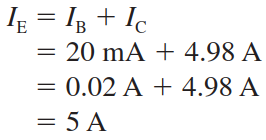 I_E = I_B + I_C
= 20 mA + 4.98 A
= 0.02 A + 4.98 A
= 5 A